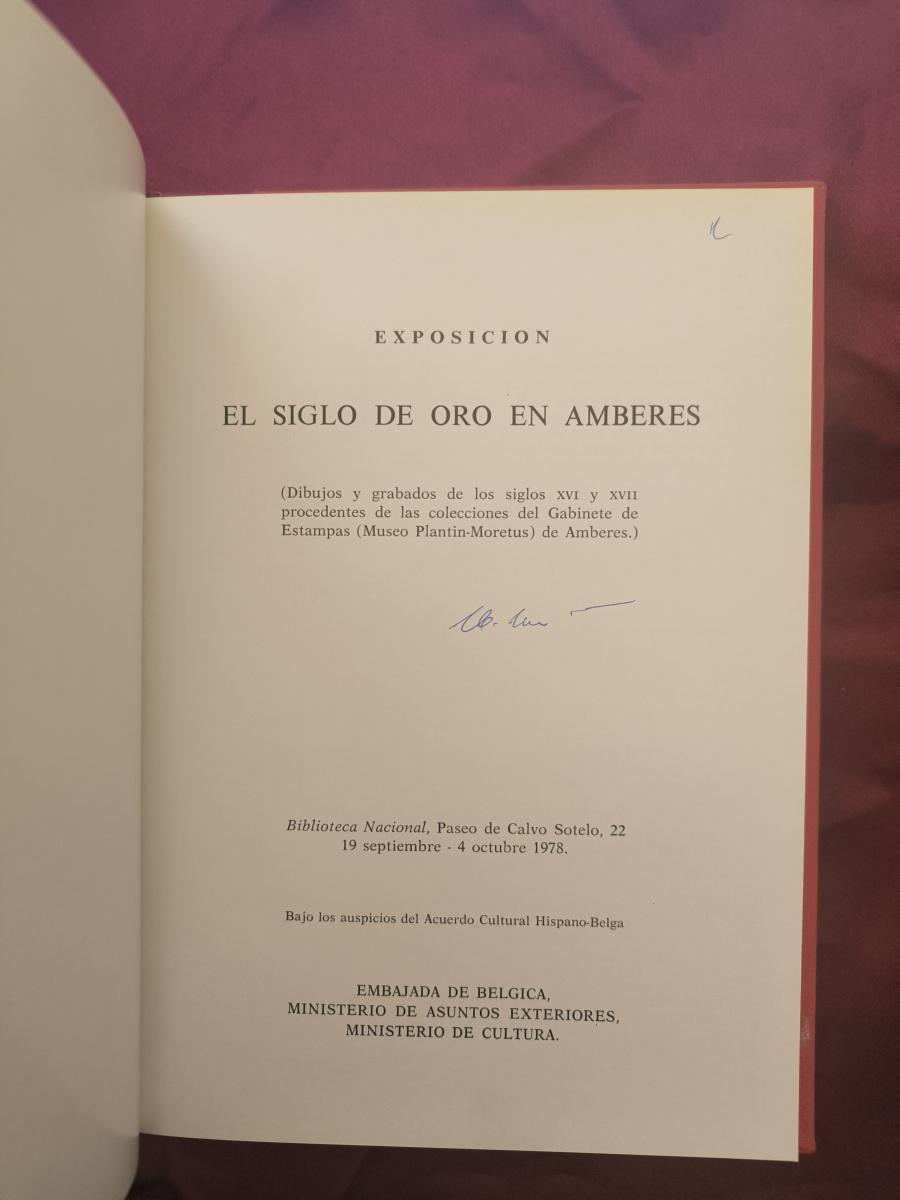 EXPOSICION
EL SIGLO DE ORO EN AMBERES
(Dibujos y grabados de los siglos XVI y XVII
procedentes de las colecciones del Gabinete de
Estampas (Museo Plantin-Moretus) de Amberes.)
Biblioteca Nacional, Paseo de Calvo Sotelo, 22
19 septiembre - 4 octubre 1978.
Bajo los auspicios del Acuerdo Cultural Hispano-Belga
EMBAJADA DE BELGICA,
MINISTERIO DE ASUNTOS EXTERIORES,
MINISTERIO DE CULTURA.